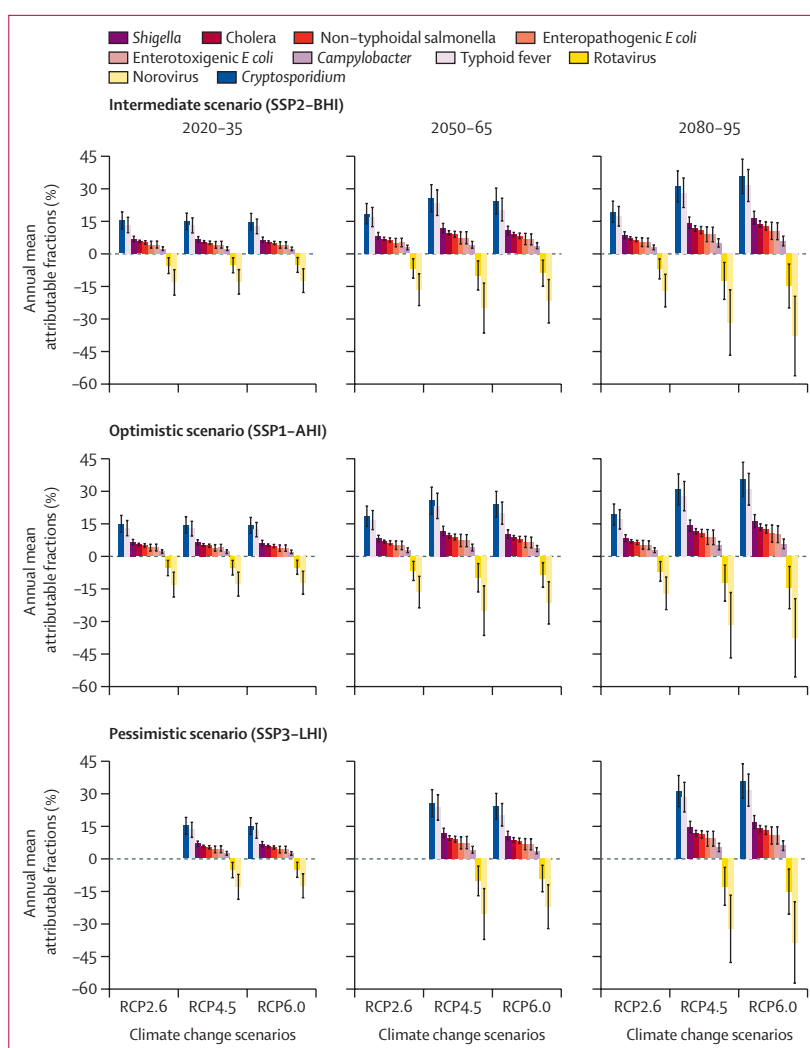 Shigella Cholera Non-typhoidal salmonella Enteropathogenic E coli
Enterotoxigenic E coli Campylobacter Typhoid fever Rotavirus
Norovirus Cryptosporidium
Intermediate scenario (SSP2–BHI)
2020–35 2050–65 2080–95
45
30
15
0
–15
–30
–45
–60
Annual mean
attributable fractions (%)
Optimistic scenario (SSP1–AHI)
45
30
15
0
–15
–30
–45
–60
Annual mean
attributable fractions (%)
Pessimistic scenario (SSP3–LHI)
45
30
15
0
–15
–30
–45
–60
Annual mean
attributable fractions (%)
RCP2.6 RCP4.5 RCP6.0 RCP2.6 RCP4.5 RCP6.0 RCP2.6 RCP4.5 RCP6.0
Climate change scenarios Climate change scenarios Climate change scenarios